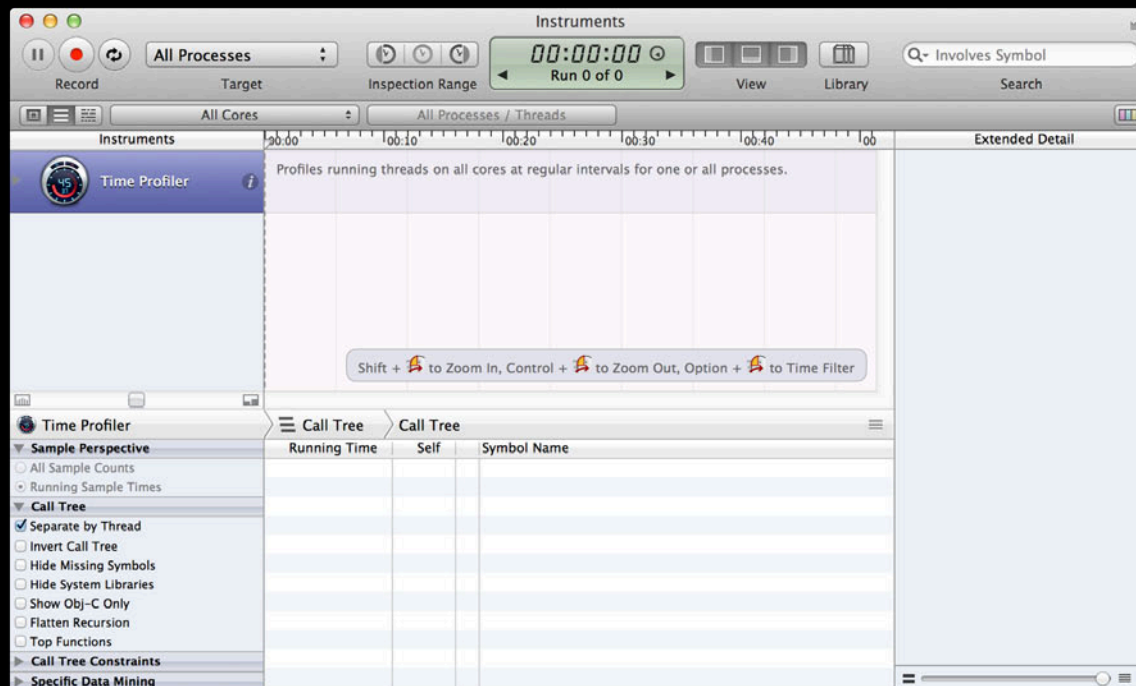 Instruments
All Processes
00:00:00
Run 0 of 0
Involves Symbol
Record
Target
Inspection Range
View
Library
Search
All Cores
All Processes / Threads
Instruments
00:00
00:10
00:20
00:30
00:40
00
Extended Detail
45
Time Profiler
Profiles running threads on all cores at regular intervals for one or all processes.
Shift + to Zoom In, Control + to Zoom Out, Option + to Time Filter
Time Profiler
Call Tree
Call Tree
Sample Perspective
Running Time
Self
Symbol Name
All Sample Counts
Running Sample Times
Call Tree
Separate by Thread
Invert Call Tree
Hide Missing Symbols
Hide System Libraries
Show Obj-C Only
Flatten Recursion
Top Functions
Call Tree Constraints
Specific Data Mining